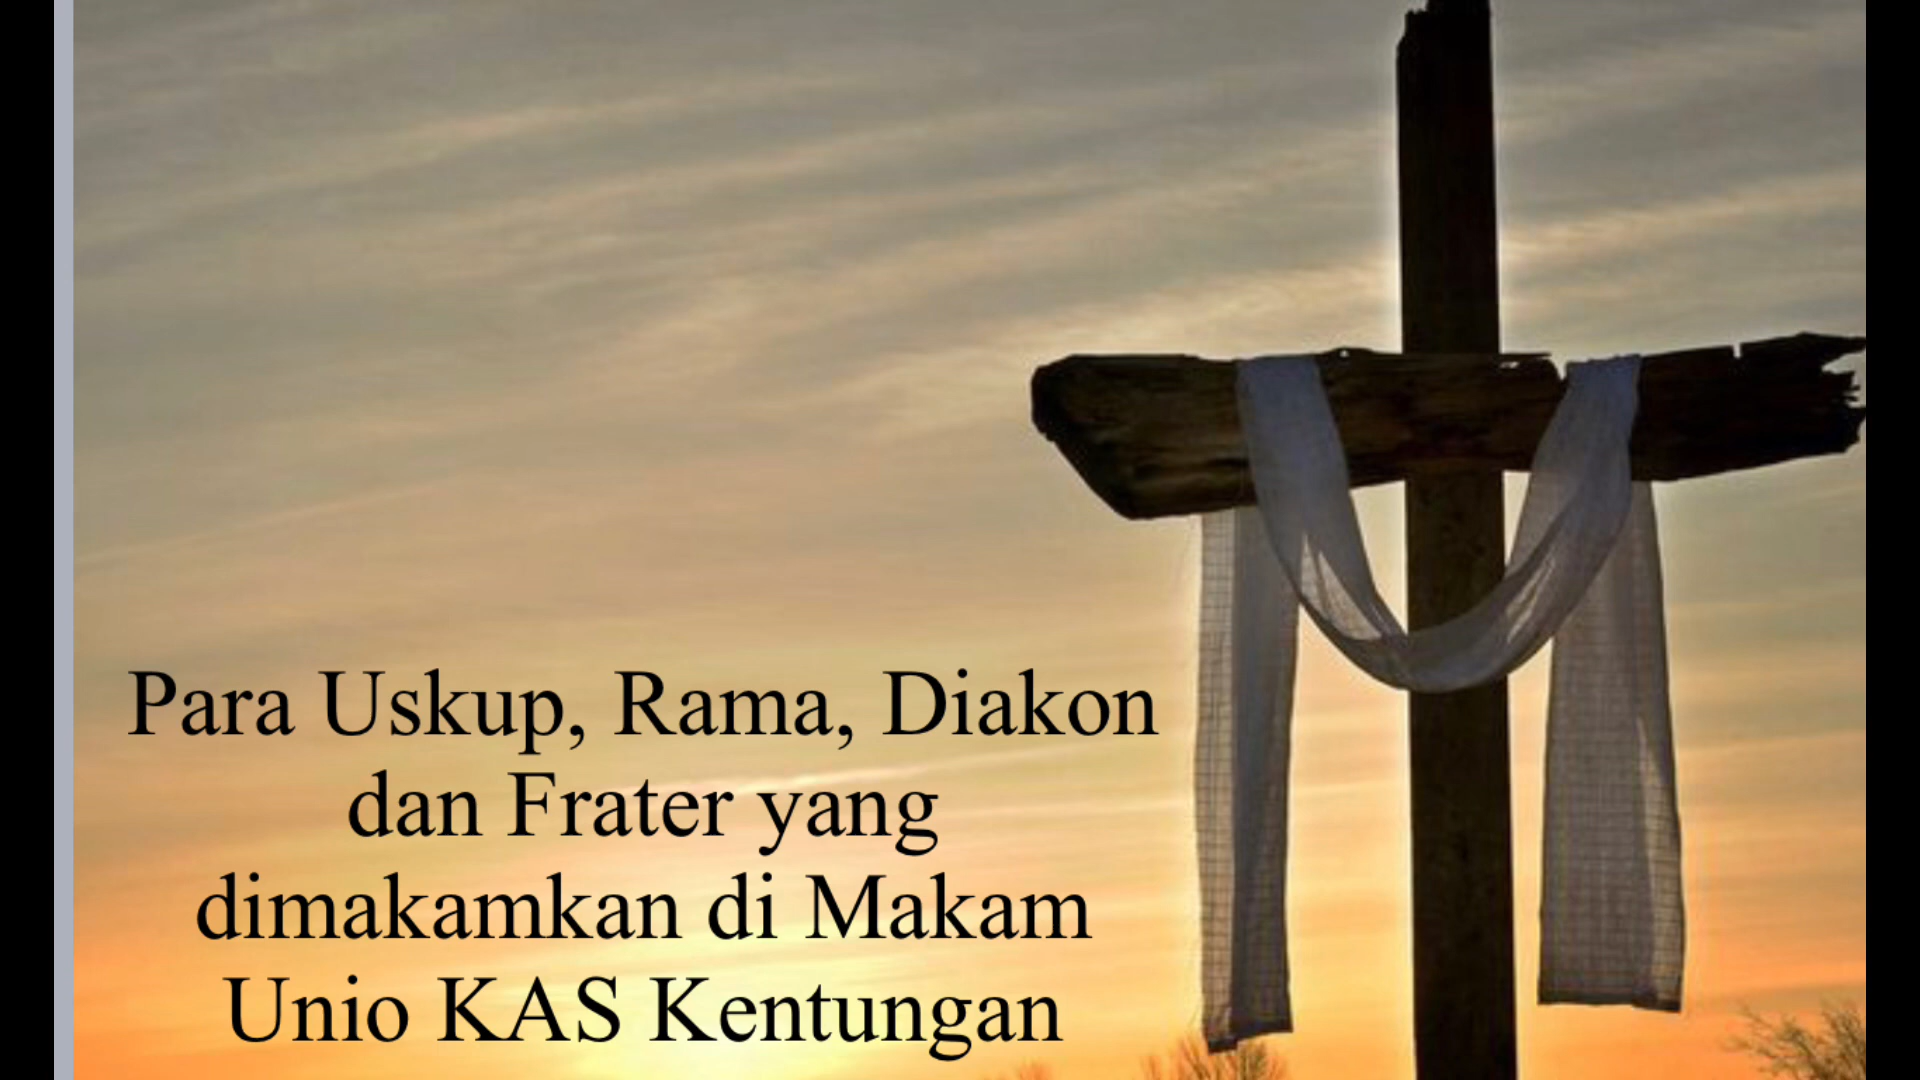 Para Uskup, Rama, Diakon
dan Frater yang
dimakamkan di Makam
Unio KAS Kentungan